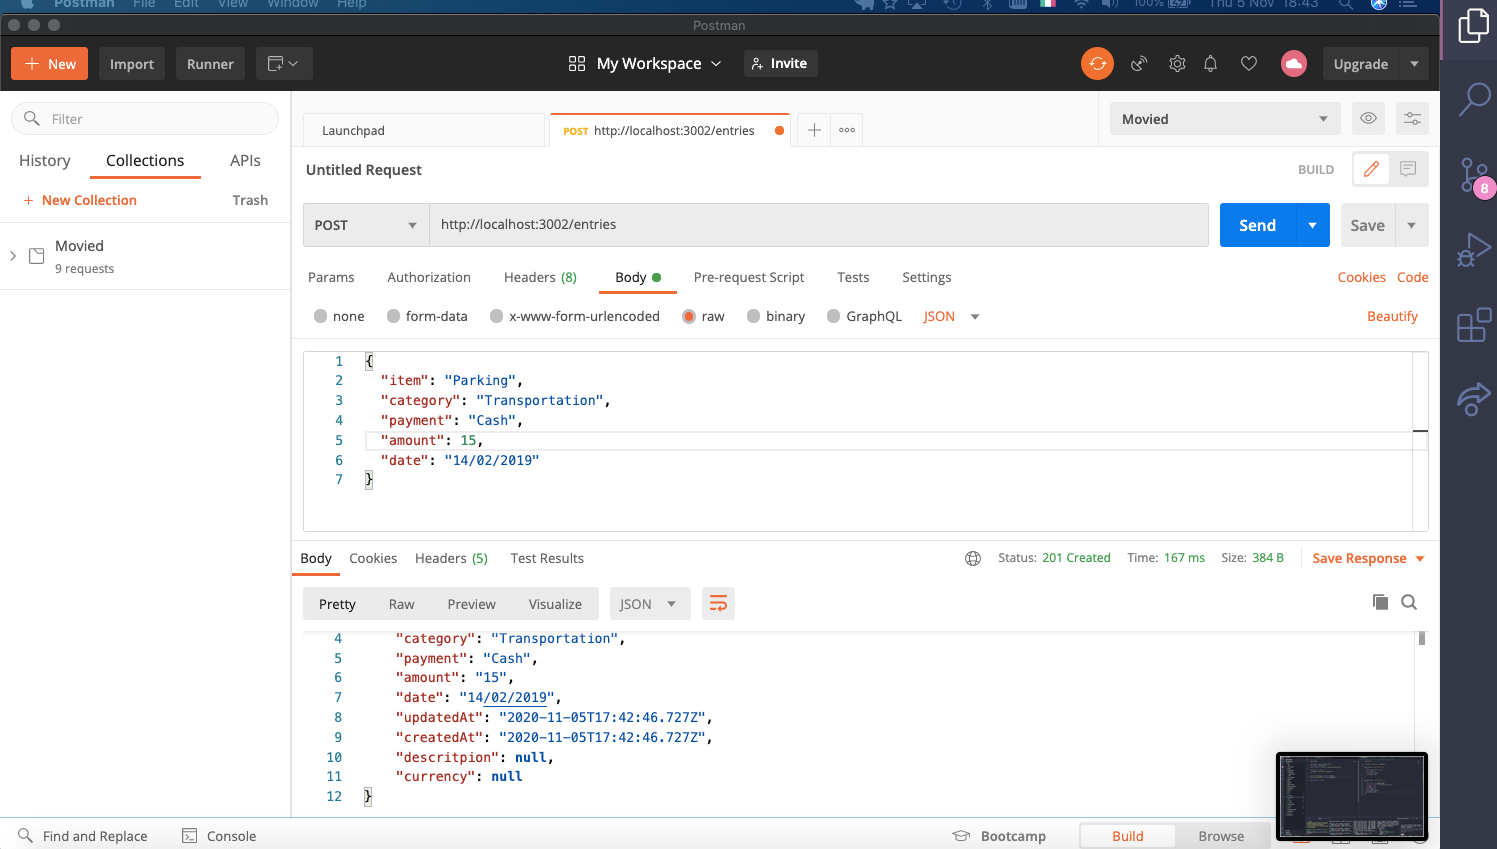 Postman File Edit View Window Help 100% Thu 5 Nov 18:43
Postman
New Import Runner My Workspace Invite Upgrade
Filter
Launchpad POST http://localhost:3002/entries Movied
History Collections APIs
Untitled Request BUILD
+ New Collection Trash
POST http://localhost:3002/entries Send Save
Movied
9 requests
Params Authorization Headers (8) Body Pre-request Script Tests Settings Cookies Code
none form-data x-www-form-urlencoded raw binary GraphQL JSON Beautify
1 {
2 "item": "Parking",
3 "category": "Transportation",
4 "payment": "Cash",
5 "amount": 15,
6 "date": "14/02/2019"
7 }
Body Cookies Headers (5) Test Results Status: 201 Created Time: 167 ms Size: 384 B Save Response
Pretty Raw Preview Visualize JSON
4 "category": "Transportation",
5 "payment": "Cash",
6 "amount": "15",
7 "date": "14/02/2019",
8 "updatedAt": "2020-11-05T17:42:46.727Z",
9 "createdAt": "2020-11-05T17:42:46.727Z",
10 "descritpion": null,
11 "currency": null
12 }
Find and Replace Console Bootcamp Build Browse
8